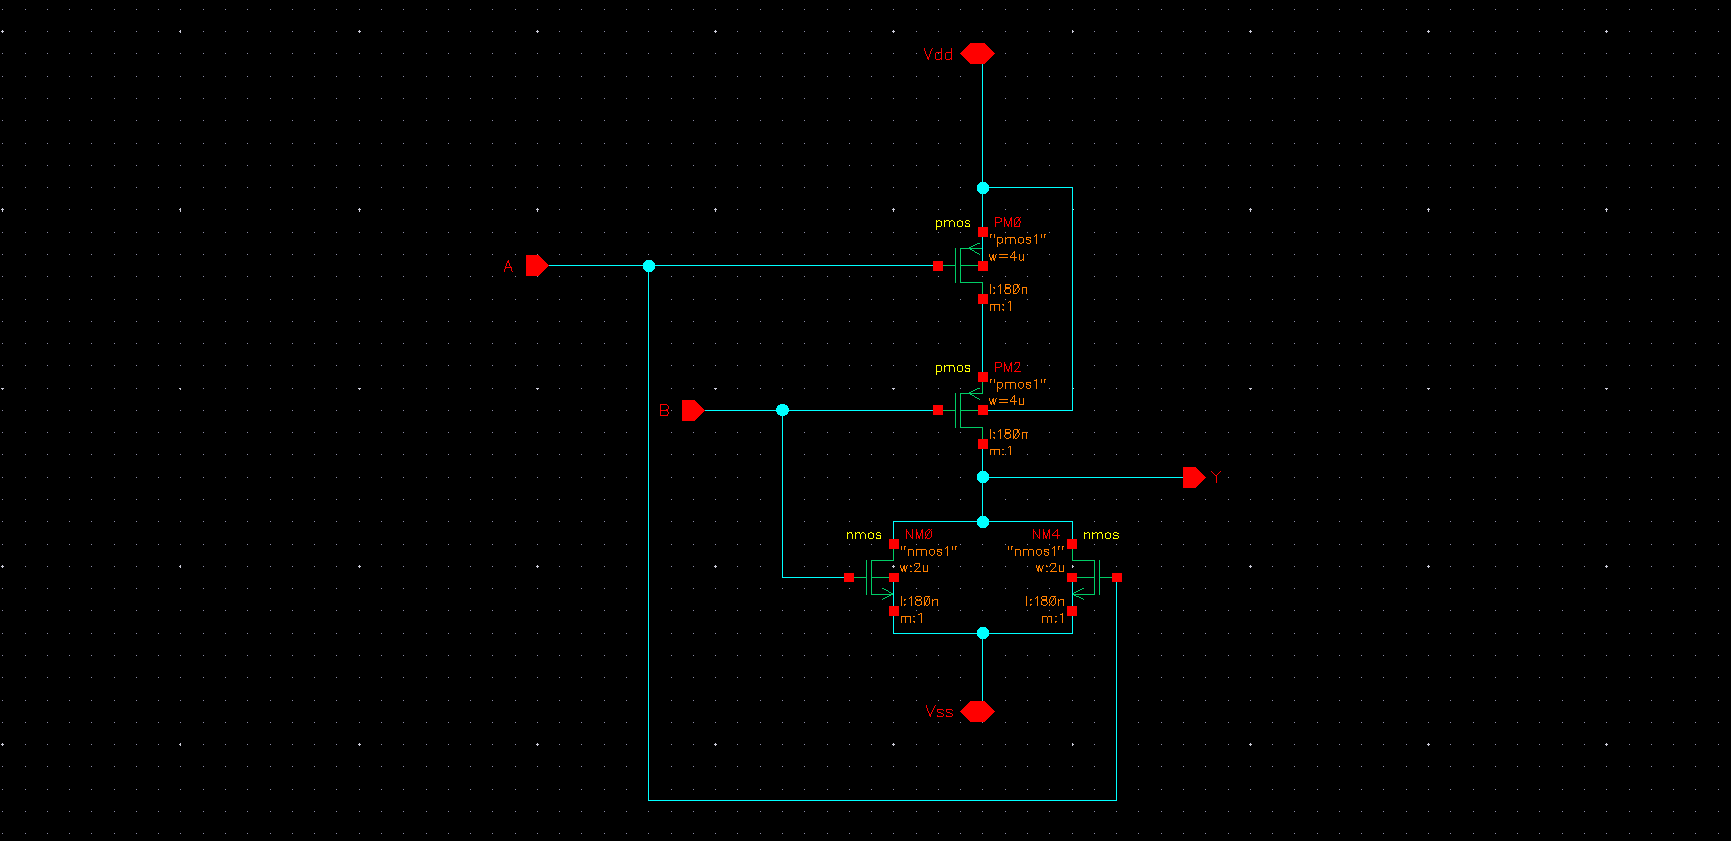 Vdd
pmos PM0
"pmos1"
w=4u
A
l:180n
m:1
pmos PM2
"pmos1"
w=4u
B
l:180n
m:1
Y
nmos NM0
"nmos1"
w:2u
l:180n
m:1
NM4 nmos
"nmos1"
w:2u
l:180n
m:1
Vss